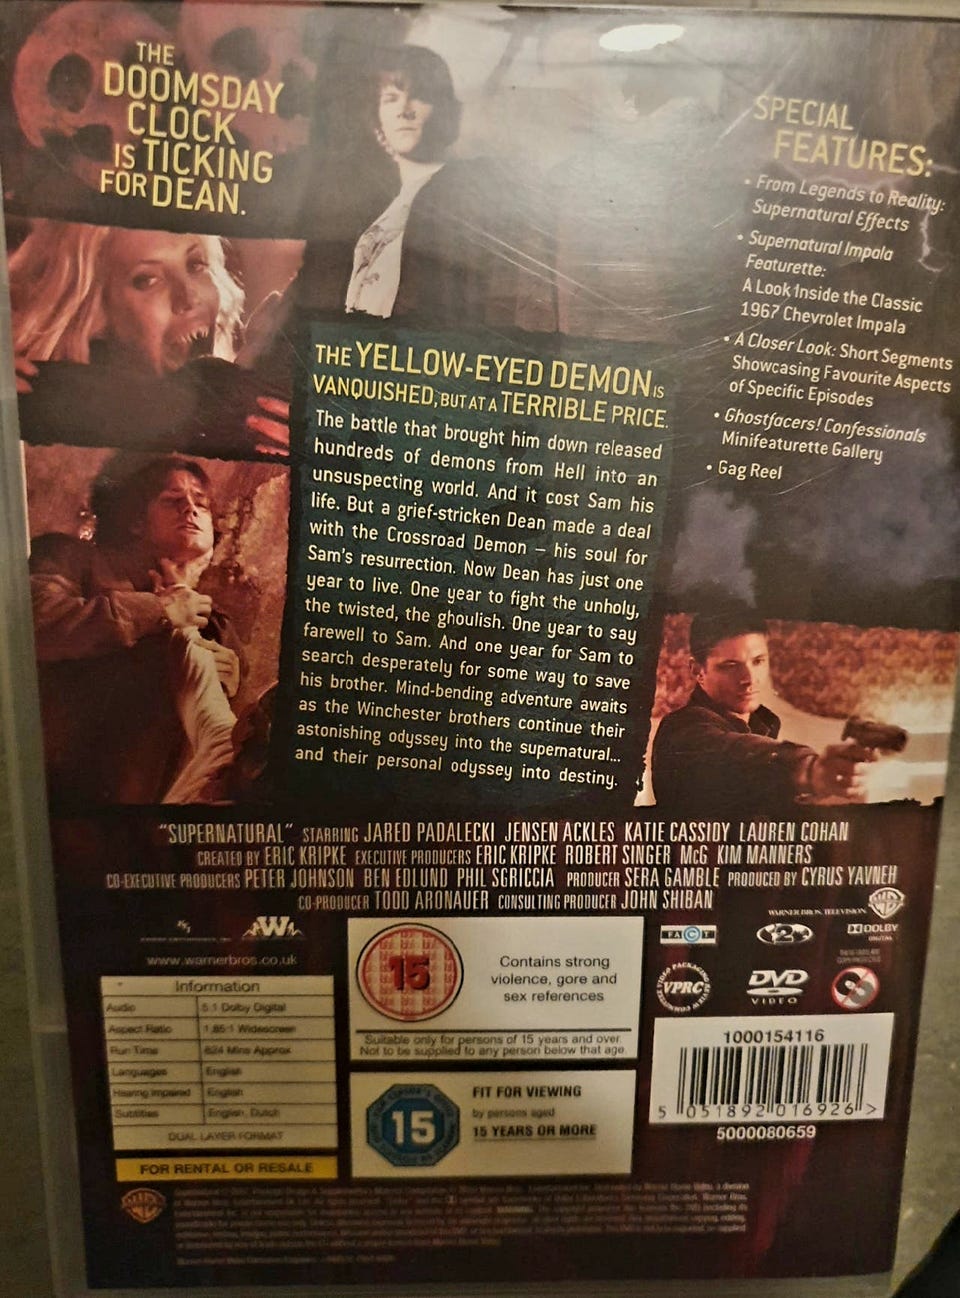 THE
DOOMSDAY
CLOCK
IS TICKING
FOR DEAN.
SPECIAL
FEATURES:
• From Legends to Reality:
Supernatural Effects
• Supernatural Impala
Featurette:
A Look Inside the Classic
1967 Chevrolet Impala
• A Closer Look: Short Segments
Showcasing Favourite Aspects
of Specific Episodes
• Ghostfacers! Confessionals
Minifeaturette Gallery
• Gag Reel
THE YELLOW-EYED DEMON IS
VANQUISHED, BUT AT A TERRIBLE PRICE.
The battle that brought him down released
hundreds of demons from Hell into an
unsuspecting world. And it cost Sam his
life. But a grief-stricken Dean made a deal
with the Crossroad Demon – his soul for
Sam's resurrection. Now Dean has just one
year to live. One year to fight the unholy,
the twisted, the ghoulish. One year to say
farewell to Sam. And one year for Sam to
search desperately for some way to save
his brother. Mind-bending adventure awaits
as the Winchester brothers continue their
astonishing odyssey into the supernatural...
and their personal odyssey into destiny.
"SUPERNATURAL" STARRING JARED PADALECKI JENSEN ACKLES KATIE CASSIDY LAUREN COHAN
CREATED BY ERIC KRIPKE EXECUTIVE PRODUCERS ERIC KRIPKE ROBERT SINGER McG KIM MANNERS
CO-EXECUTIVE PRODUCERS PETER JOHNSON BEN EDLUND PHIL SGRICCIA PRODUCER SERA GAMBLE PRODUCED BY CYRUS YAVNEH
CO-PRODUCER TODD ARONAUER CONSULTING PRODUCER JOHN SHIBAN
WARNER BROS. TELEVISION
www.warnerbros.co.uk
Information
Audio 5.1 Dolby Digital
Aspect Ratio 1.85:1 Widescreen
Run Time 624 Mins Approx
Languages English
Hearing Impaired English
Subtitles English, Dutch
DUAL LAYER FORMAT
FOR RENTAL OR RESALE
15
Contains strong
violence, gore and
sex references
Suitable only for persons of 15 years and over.
Not to be supplied to any person below that age.
15
FIT FOR VIEWING
by persons aged
15 YEARS OR MORE
FACT
2
DOLBY
DIGITAL
VPRC
DVD
VIDEO
1000154116
5 051892 016926 >
5000080659